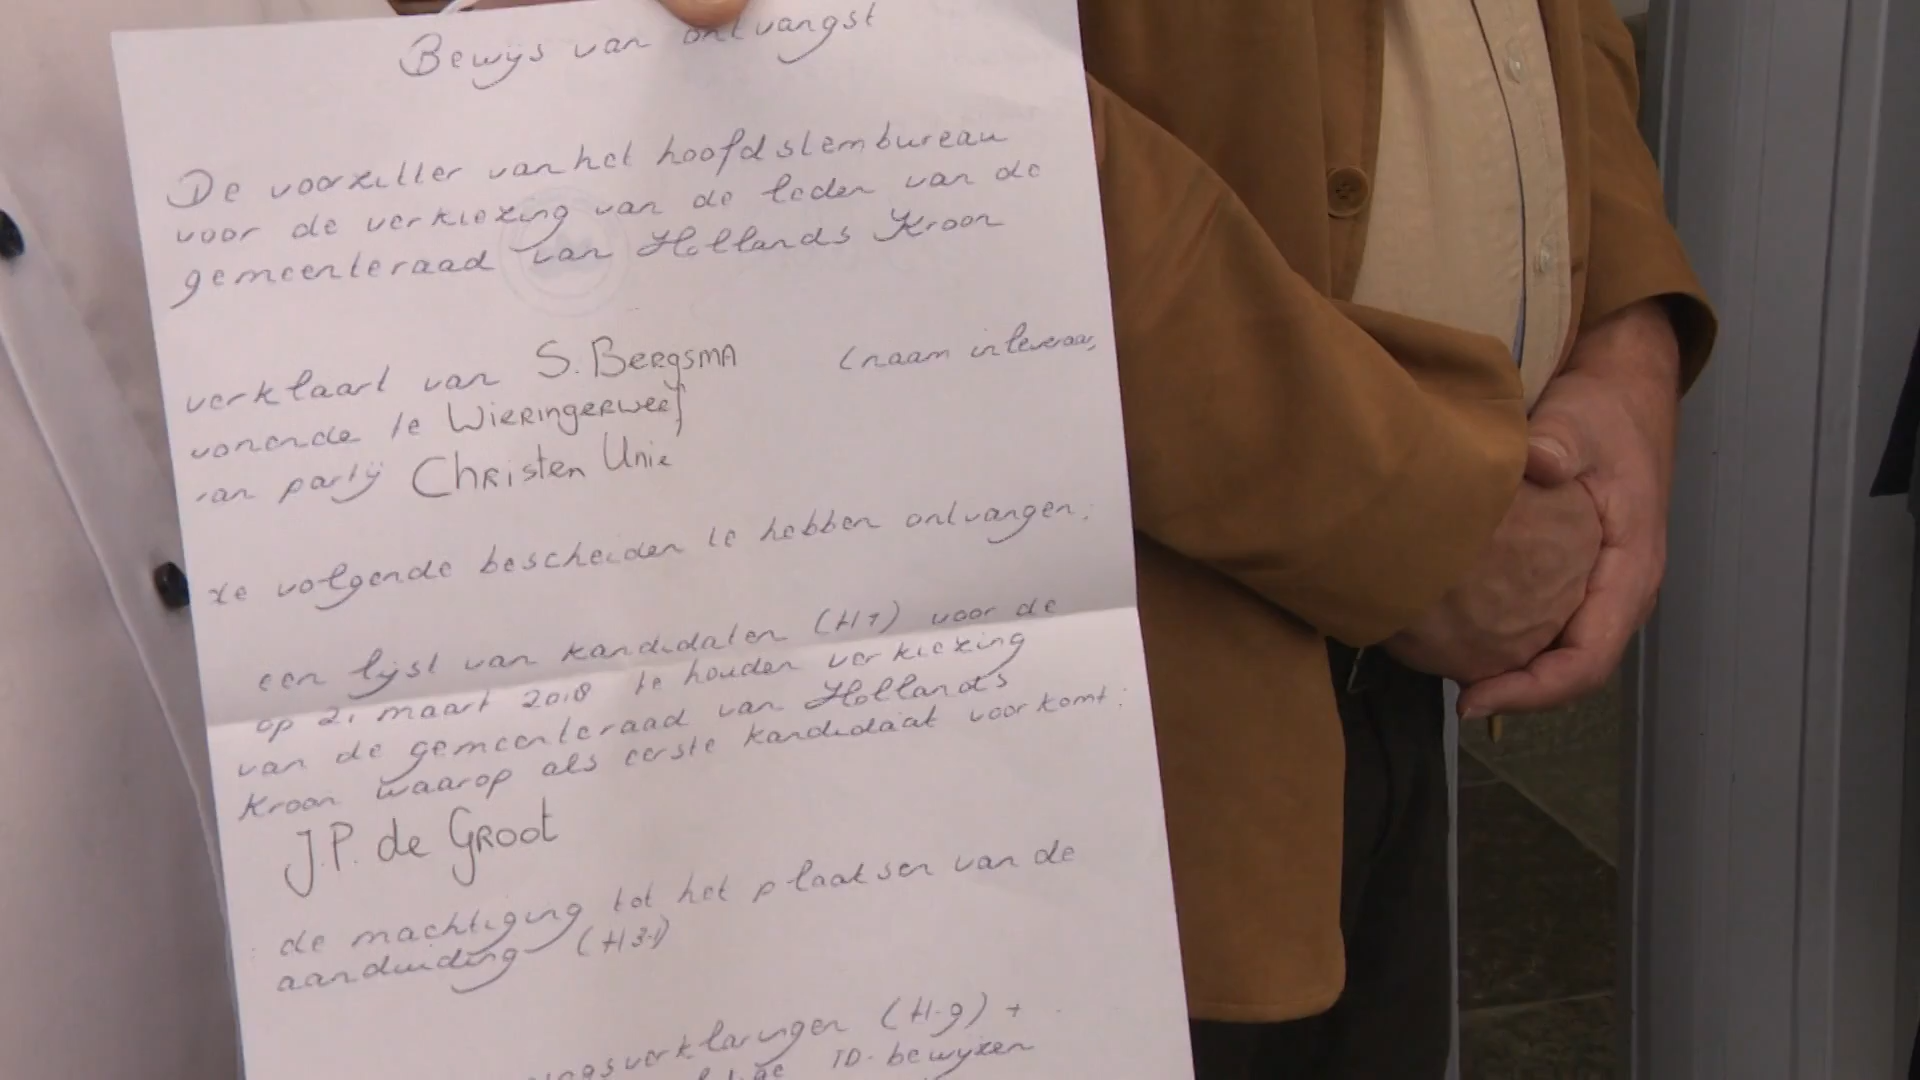 Bewijs van ontvangst
De voorzitter van het hoofdstembureau
voor de verkiezing van de leden van de
gemeenteraad van Hollands Kroon
verklaart van S. Bergsma (naam inleveraar,
wonende te Wieringerwerf
van partij Christen Unie
de volgende bescheiden te hebben ontvangen:
een lijst van kandidaten (H1) voor de
op 21 maart 2018 te houden verkiezing
van de gemeenteraad van Hollands
Kroon waarop als eerste kandidaat voorkomt:
J.P. de Groot
de machtiging tot het plaatsen van de
aanduiding (H3-1)
(H-9) +
ID-bewijzen